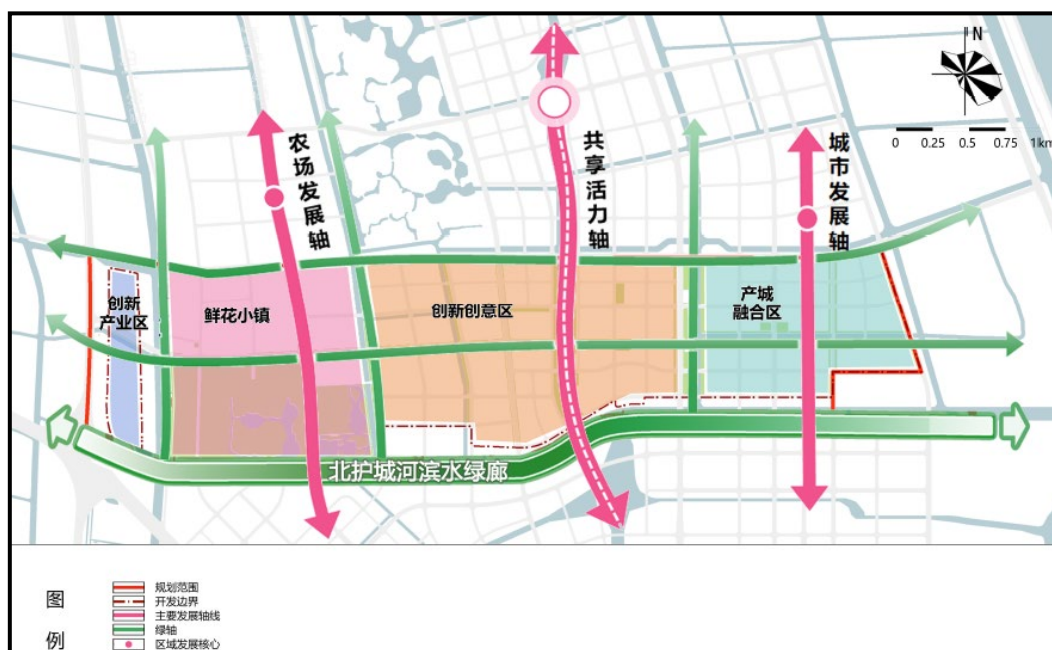 N
0 0.25 0.5 0.75 1km
农场发展轴
共享活力轴
城市发展轴
创新
产业区
鲜花小镇
创新创意区
产城
融合区
北护城河滨水绿廊
图
例
规划范围
开发边界
主要发展轴线
绿轴
区域发展核心